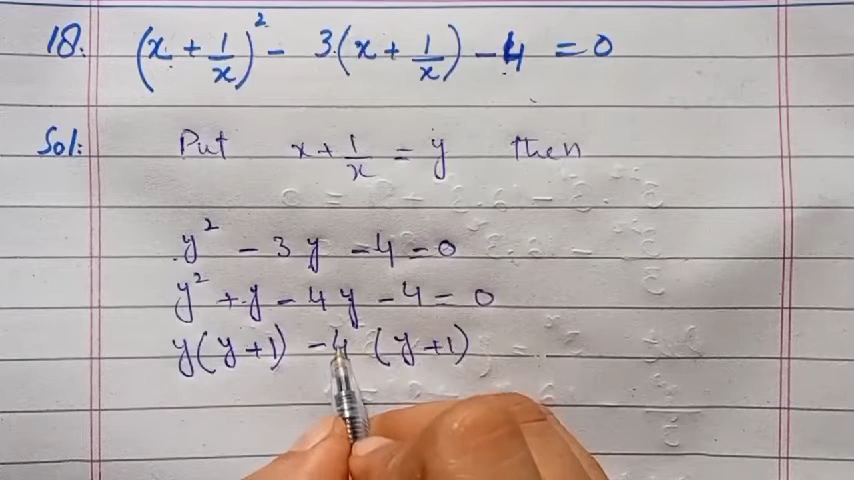 18. (x + 1/x)² - 3(x + 1/x) - 4 = 0
Sol: Put x + 1/x = y then
y² - 3y - 4 = 0
y² + y - 4y - 4 = 0
y(y+1) - 4(y+1)